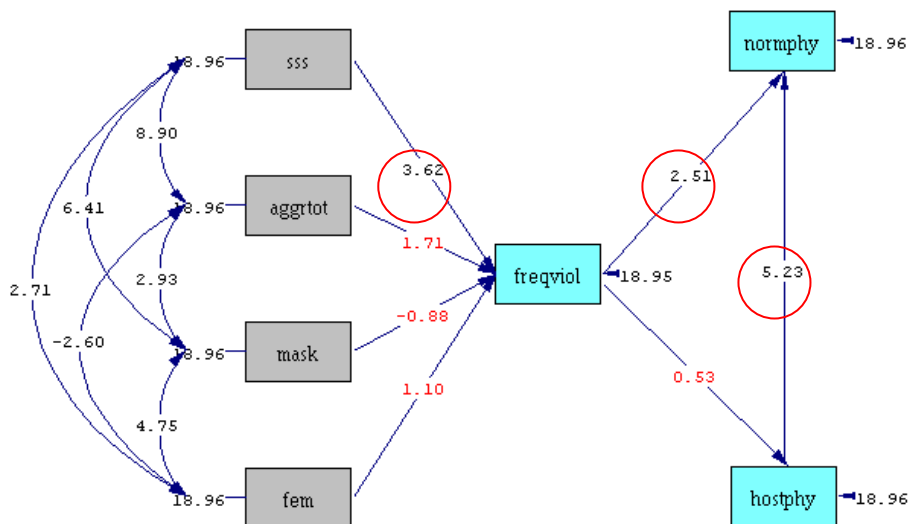 normphy
18.96
18.96
sss
8.90
3.62
2.51
6.41
18.96
aggrtot
1.71
2.71
2.93
freqviol
18.95
5.23
-2.60
-0.88
18.96
mask
0.53
1.10
4.75
18.96
fem
hostphy
18.96